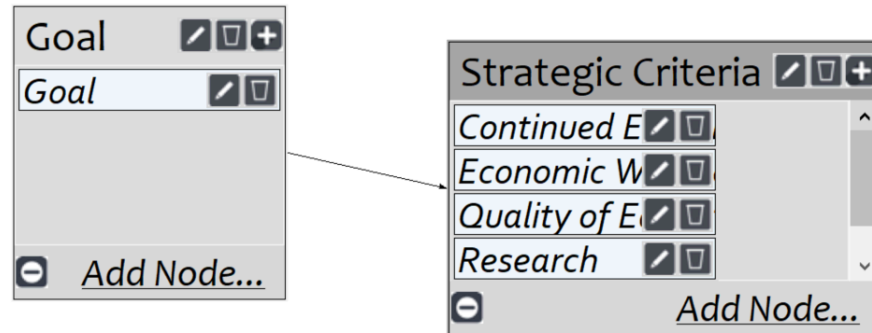 Goal
Goal
Add Node...
Strategic Criteria
Continued E
Economic W
Quality of E
Research
Add Node...